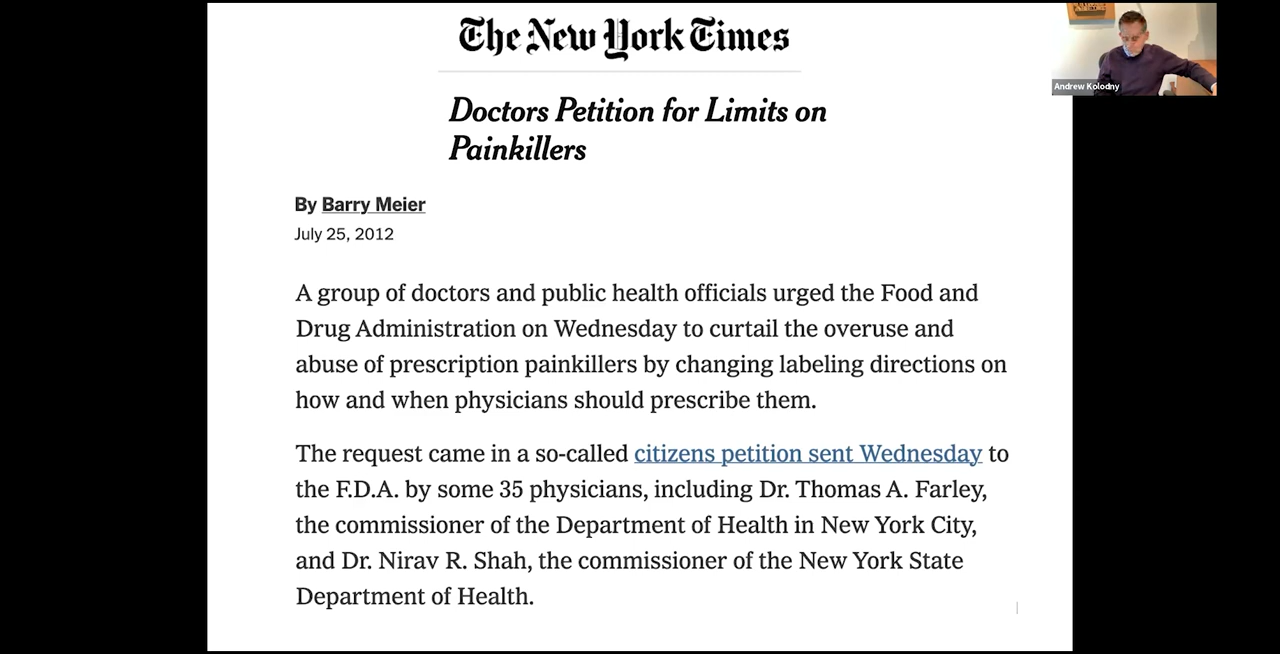 The New York Times
Doctors Petition for Limits on
Painkillers
By Barry Meier
July 25, 2012
A group of doctors and public health officials urged the Food and
Drug Administration on Wednesday to curtail the overuse and
abuse of prescription painkillers by changing labeling directions on
how and when physicians should prescribe them.
The request came in a so-called citizens petition sent Wednesday to
the F.D.A. by some 35 physicians, including Dr. Thomas A. Farley,
the commissioner of the Department of Health in New York City,
and Dr. Nirav R. Shah, the commissioner of the New York State
Department of Health.
Andrew Kolodny